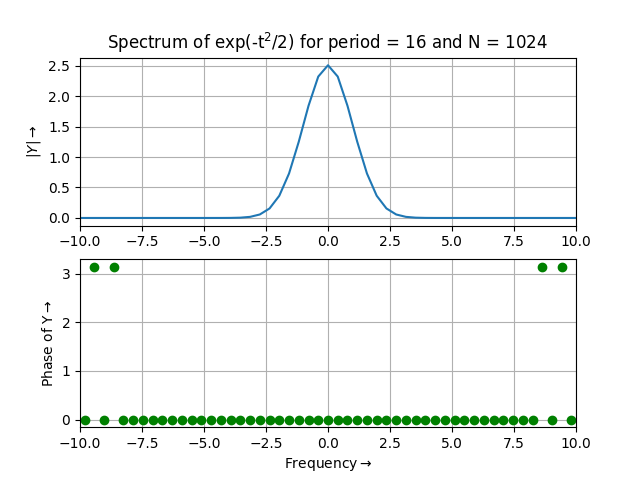 Spectrum of exp(-t²/2) for period = 16 and N = 1024
|Y|→
2.5
2.0
1.5
1.0
0.5
0.0
−10.0 −7.5 −5.0 −2.5 0.0 2.5 5.0 7.5 10.0
Phase of Y→
3
2
1
0
−10.0 −7.5 −5.0 −2.5 0.0 2.5 5.0 7.5 10.0
Frequency→